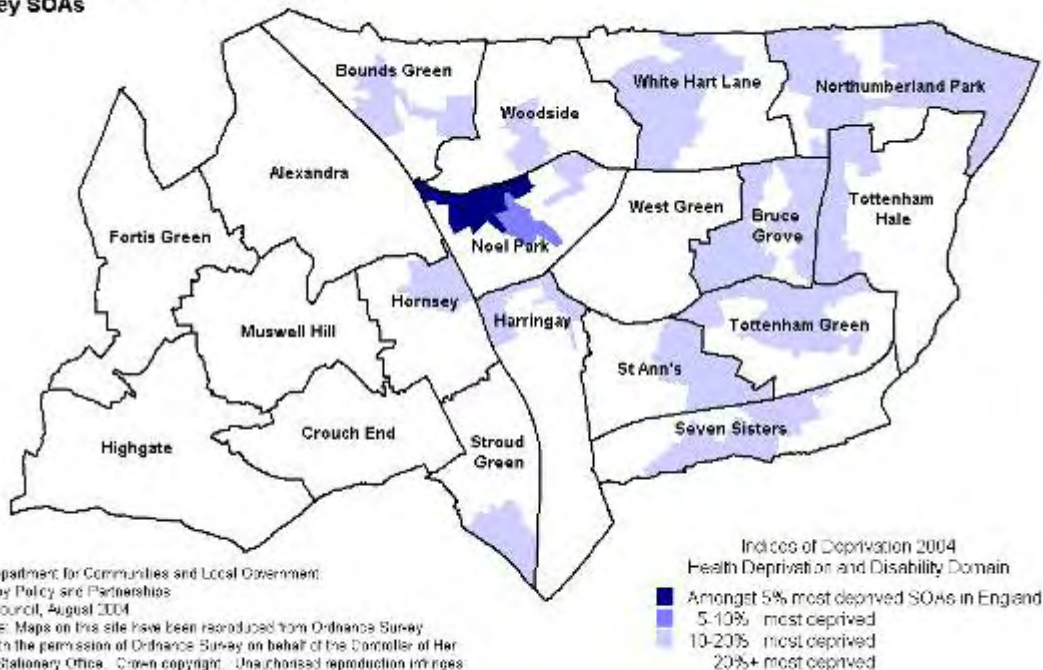 ey SOAs
Bounds Green
White Hart Lane
Northumberland Park
Woodside
Alexandra
West Green
Tottenham
Hale
Bruce
Grove
Fortis Green
Noel Park
Hornsey
Harringay
Muswell Hill
Tottenham Green
St Ann's
Seven Sisters
Crouch End
Highgate
Stroud
Green
Indices of Deprivation 2004
Health Deprivation and Disability Domain
Amongst 5% most deprived SOAs in England
5-10% most deprived
10-20% most deprived
20%+ most deprived
partment for Communities and Local Government
y Policy and Partnerships
ouncil, August 2004
e: Maps on this site have been reproduced from Ordnance Survey
th the permission of Ordnance Survey on behalf of the Controller of Her
Stationery Office. Crown copyright. Unauthorised reproduction infringes